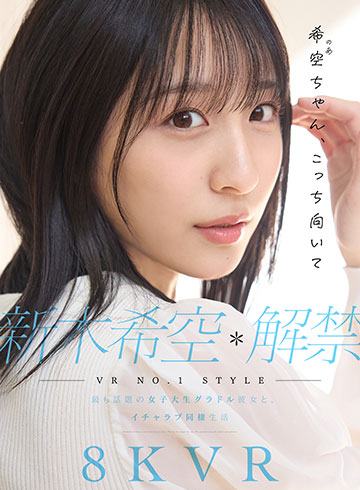 希空ちゃん、こっち向いて
のあ
新木希空*解禁
VR NO.1 STYLE
最も話題の女子大生グラドル彼女と、
イチャラブ同棲生活
8KVR